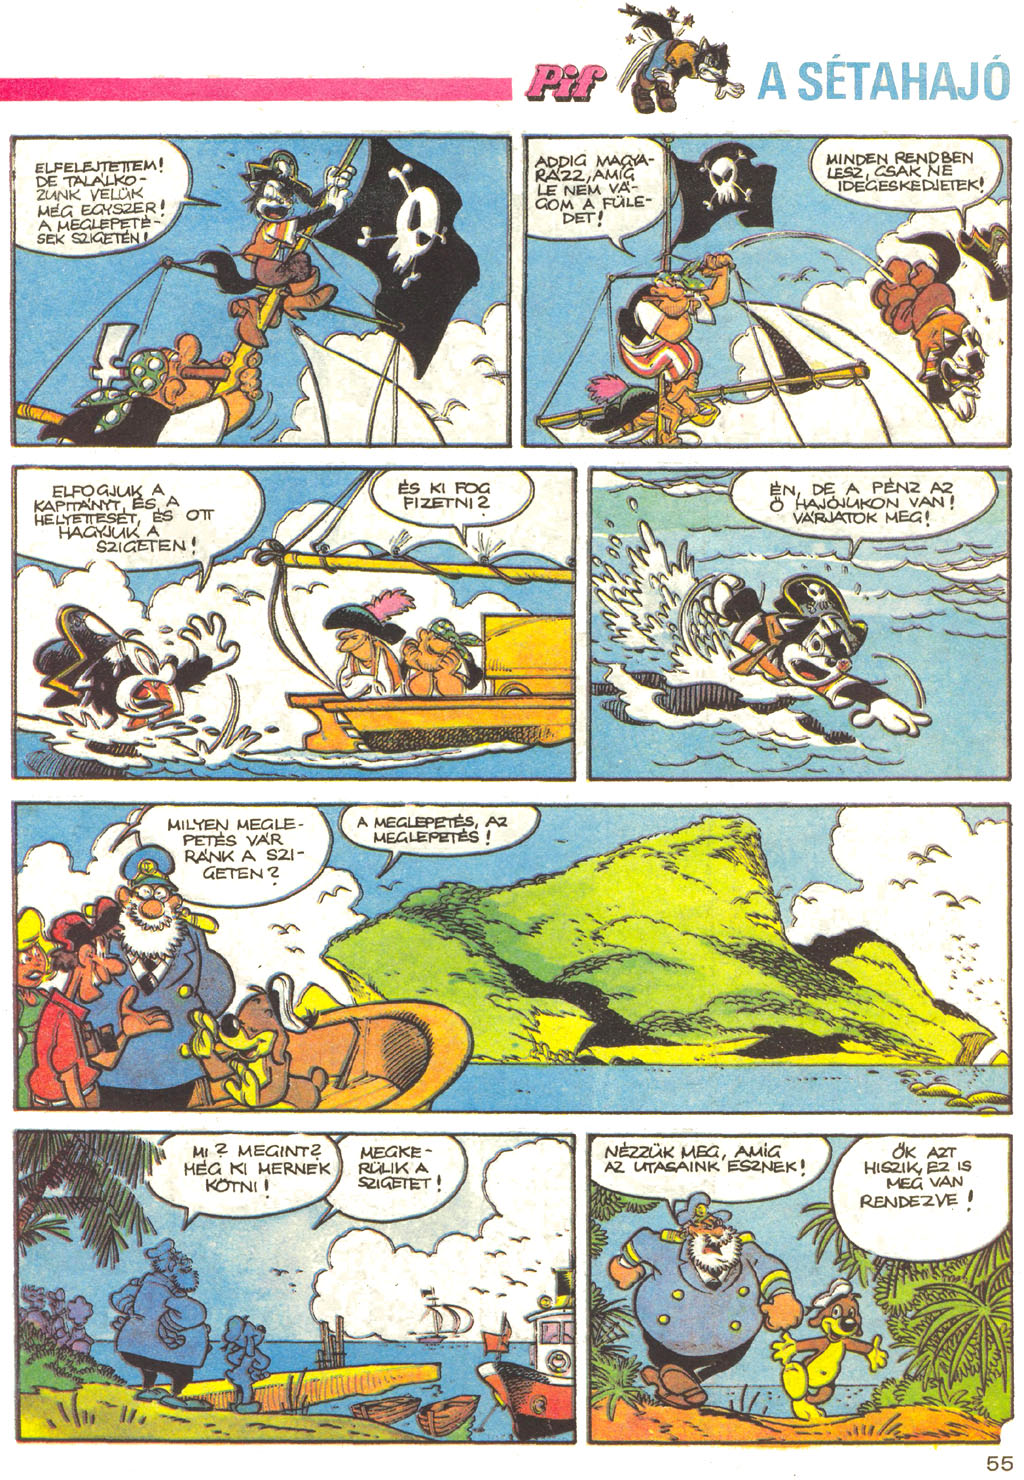 Pif
A SÉTAHAJÓ
ELFELEJTETTEM!
DE TALÁLKO-
ZUNK VELÜK
MÉG EGYSZER!
A MEGLEPETÉ-
SEK SZIGETÉN!
ADDIG MAGYA-
RÁZZ, AMÍG
LE NEM VÁ-
GOM A FÜLE-
DET!
MINDEN RENDBEN
LESZ, CSAK NE
IDEGESKEDJETEK!
ELFOGJUK A
KAPITÁNYT, ÉS A
HELYETTESÉT, ÉS OTT
HAGYJUK A
SZIGETEN!
ÉS KI FOG
FIZETNI?
ÉN, DE A PÉNZ AZ
Ő HAJÓJUKON VAN!
VÁRJATOK MEG!
MILYEN MEGLE-
PETÉS VÁR
RÁNK A SZI-
GETEN?
A MEGLEPETÉS, AZ
MEGLEPETÉS!
MI? MEGINT?
MÉG KI MERNEK
KÖTNI!
MEGKE-
RÜLIK A
SZIGETET!
NÉZZÜK MEG, AMÍG
AZ UTASAINK ESZNEK!
ŐK AZT
HISZIK, EZ IS
MEG VAN
RENDEZVE!
55